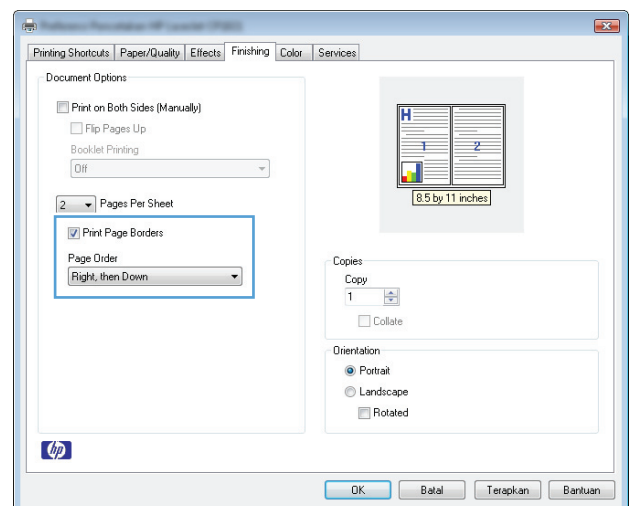 Printing Shortcuts Paper/Quality Effects Finishing Color Services
Document Options
Print on Both Sides (Manually)
Flip Pages Up
Booklet Printing
Off
2 Pages Per Sheet
Print Page Borders
Page Order
Right, then Down
H
1 2
8.5 by 11 inches
Copies
Copy
1
Collate
Orientation
Portrait
Landscape
Rotated
hp
OK Batal Terapkan Bantuan